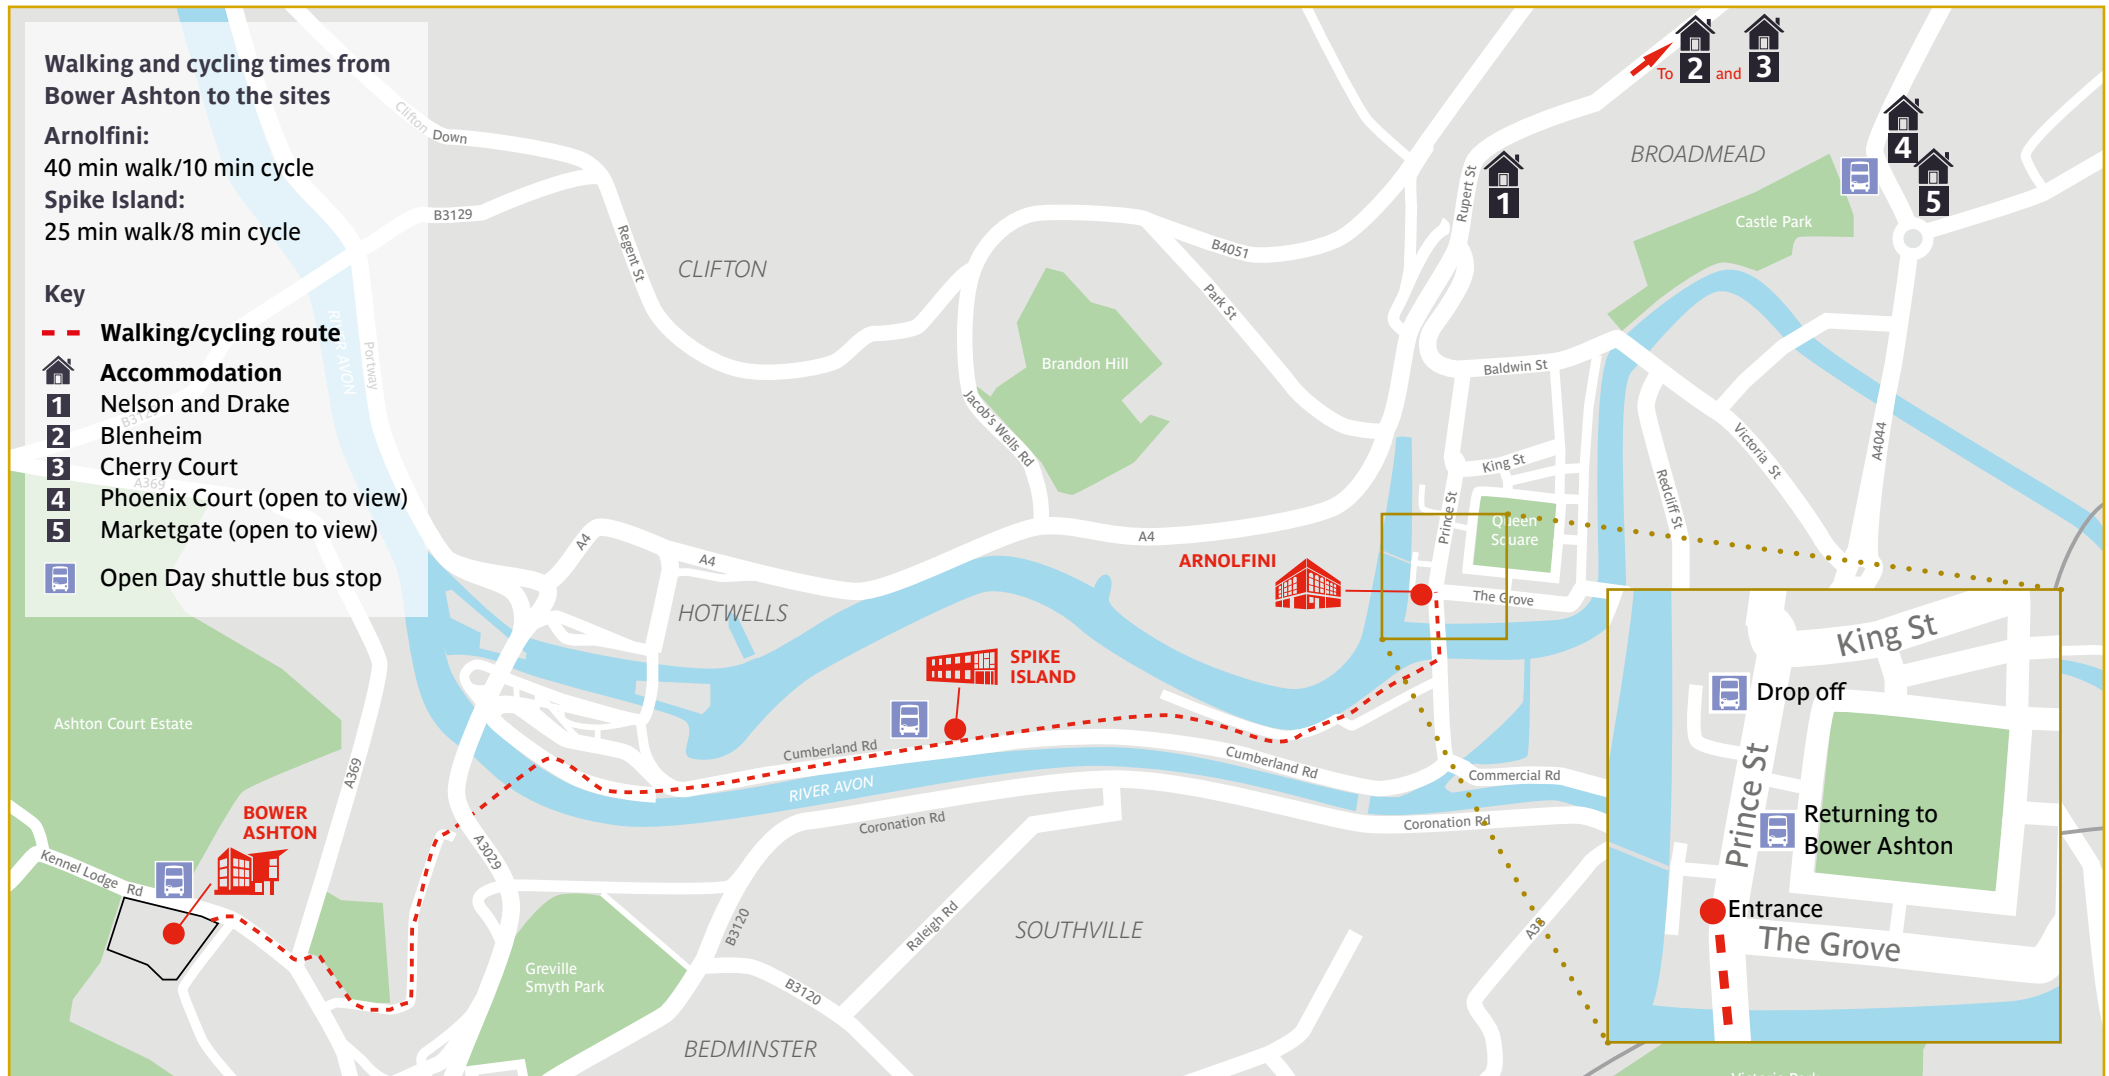 Walking and cycling times from
Bower Ashton to the sites
Arnolfini:
40 min walk/10 min cycle
Spike Island:
25 min walk/8 min cycle
Key
Walking/cycling route
Accommodation
1 Nelson and Drake
2 Blenheim
3 Cherry Court
4 Phoenix Court (open to view)
5 Marketgate (open to view)
Open Day shuttle bus stop
Clifton Down
B3129
Regent St
CLIFTON
RIVER AVON
Portway
A369
B4051
Park St
Brandon Hill
Jacob's Wells Rd
Rupert St
1
To 2 and 3
BROADMEAD
4
5
Castle Park
Baldwin St
King St
Prince St
Queen
Square
The Grove
Redcliff St
Victoria St
A4044
A4
A4
A4
HOTWELLS
ARNOLFINI
SPIKE
ISLAND
Cumberland Rd
RIVER AVON
Cumberland Rd
Commercial Rd
Coronation Rd
Coronation Rd
Ashton Court Estate
A369
BOWER
ASHTON
Kennel Lodge Rd
A3029
Greville
Smyth Park
B3120
B3120
Raleigh Rd
SOUTHVILLE
BEDMINSTER
A38
King St
Drop off
Prince St
Returning to
Bower Ashton
Entrance
The Grove